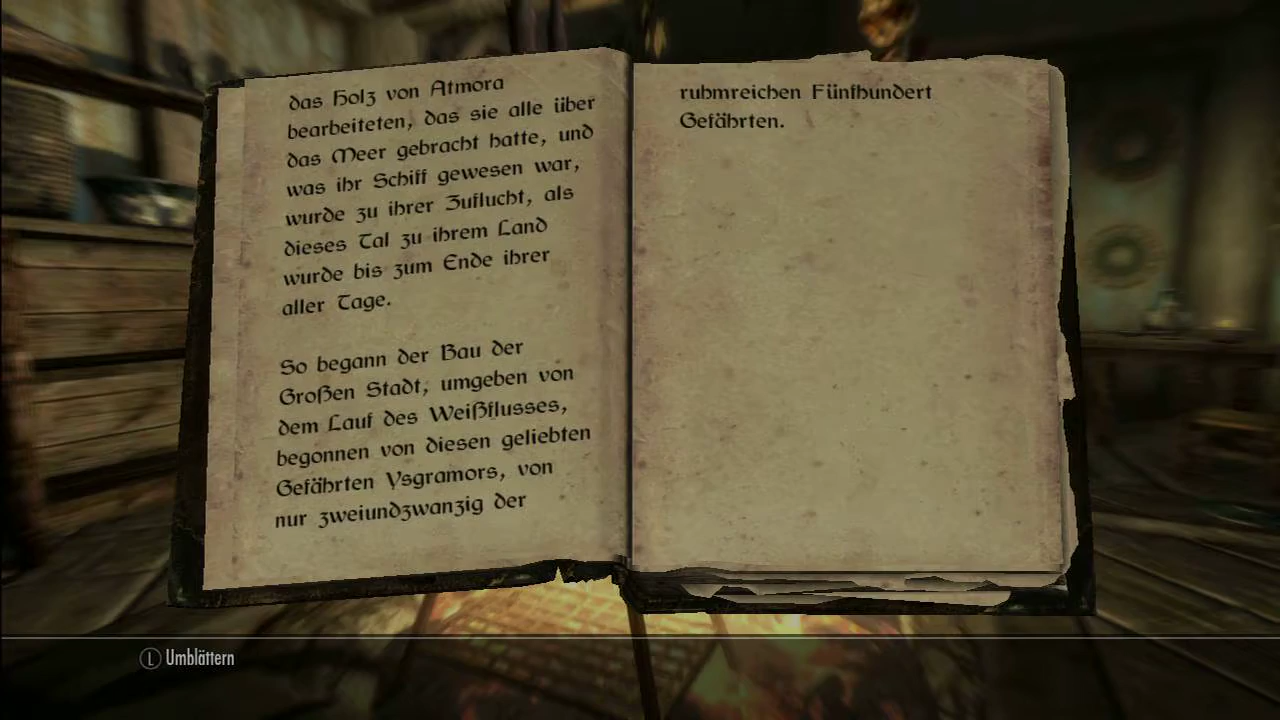 das Holz von Atmora
bearbeiteten, das sie alle über
das Meer gebracht hatte, und
was ihr Schiff gewesen war,
wurde zu ihrer Zuflucht, als
dieses Tal zu ihrem Land
wurde bis zum Ende ihrer
aller Tage.
So begann der Bau der
Großen Stadt, umgeben von
dem Lauf des Weißflusses,
begonnen von diesen geliebten
Gefährten Ysgramors, von
nur zweiundzwanzig der
ruhmreichen Fünfhundert
Gefährten.
L Umblättern